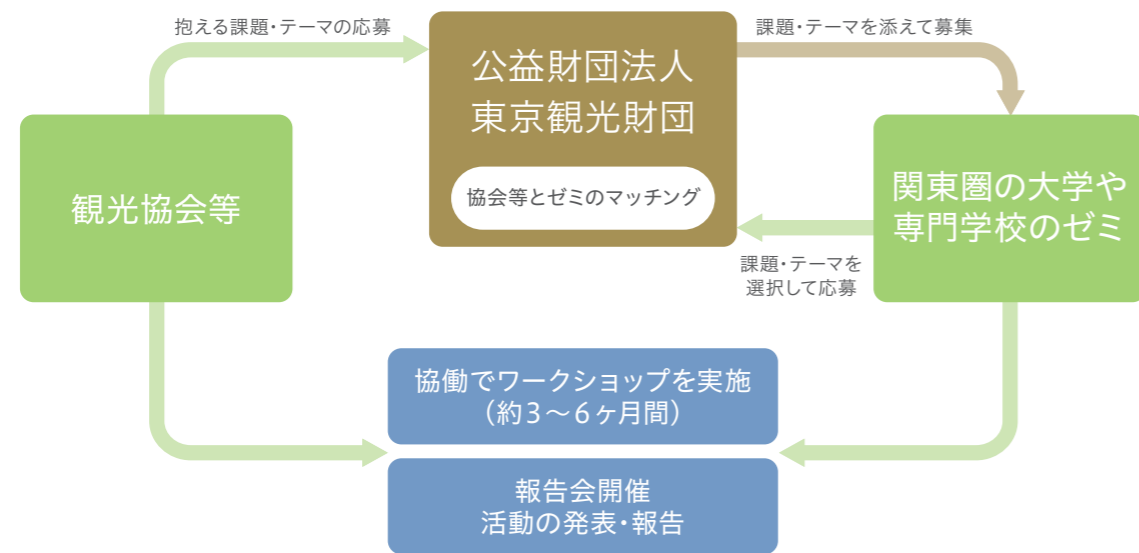 抱える課題・テーマの応募
課題・テーマを添えて募集
公益財団法人
東京観光財団
協会等とゼミのマッチング
観光協会等
関東圏の大学や
専門学校のゼミ
課題・テーマを
選択して応募
協働でワークショップを実施
（約３～６ヶ月間）
報告会開催
活動の発表・報告